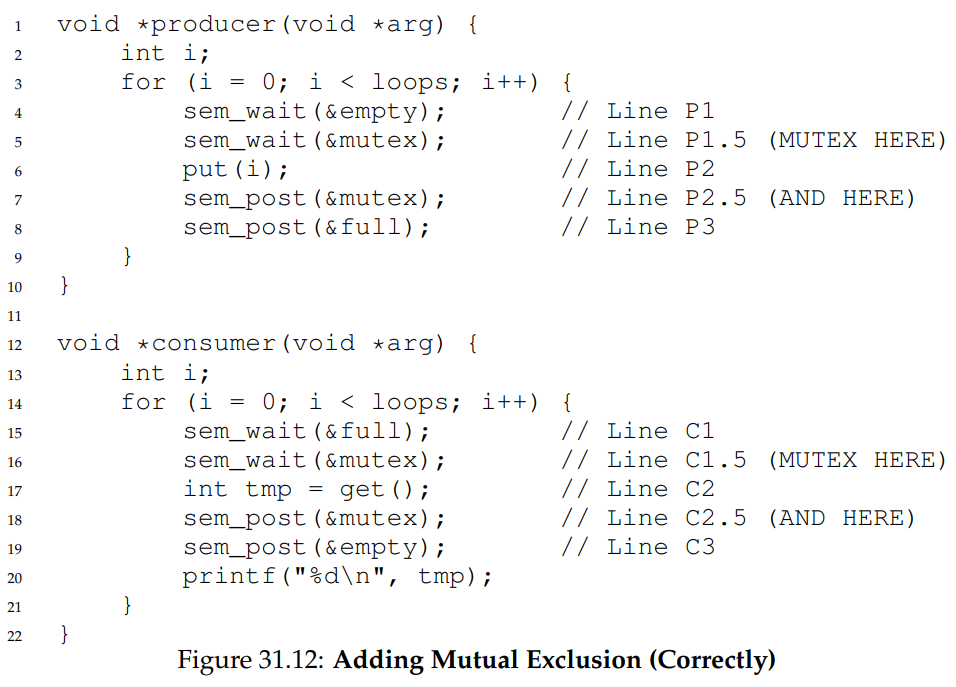 1 void *producer(void *arg) {
2     int i;
3     for (i = 0; i < loops; i++) {
4         sem_wait(&empty);        // Line P1
5         sem_wait(&mutex);        // Line P1.5 (MUTEX HERE)
6         put(i);                  // Line P2
7         sem_post(&mutex);        // Line P2.5 (AND HERE)
8         sem_post(&full);         // Line P3
9     }
10 }
11
12 void *consumer(void *arg) {
13     int i;
14     for (i = 0; i < loops; i++) {
15         sem_wait(&full);         // Line C1
16         sem_wait(&mutex);        // Line C1.5 (MUTEX HERE)
17         int tmp = get();         // Line C2
18         sem_post(&mutex);        // Line C2.5 (AND HERE)
19         sem_post(&empty);        // Line C3
20         printf("%d\n", tmp);
21     }
22 }
Figure 31.12: Adding Mutual Exclusion (Correctly)